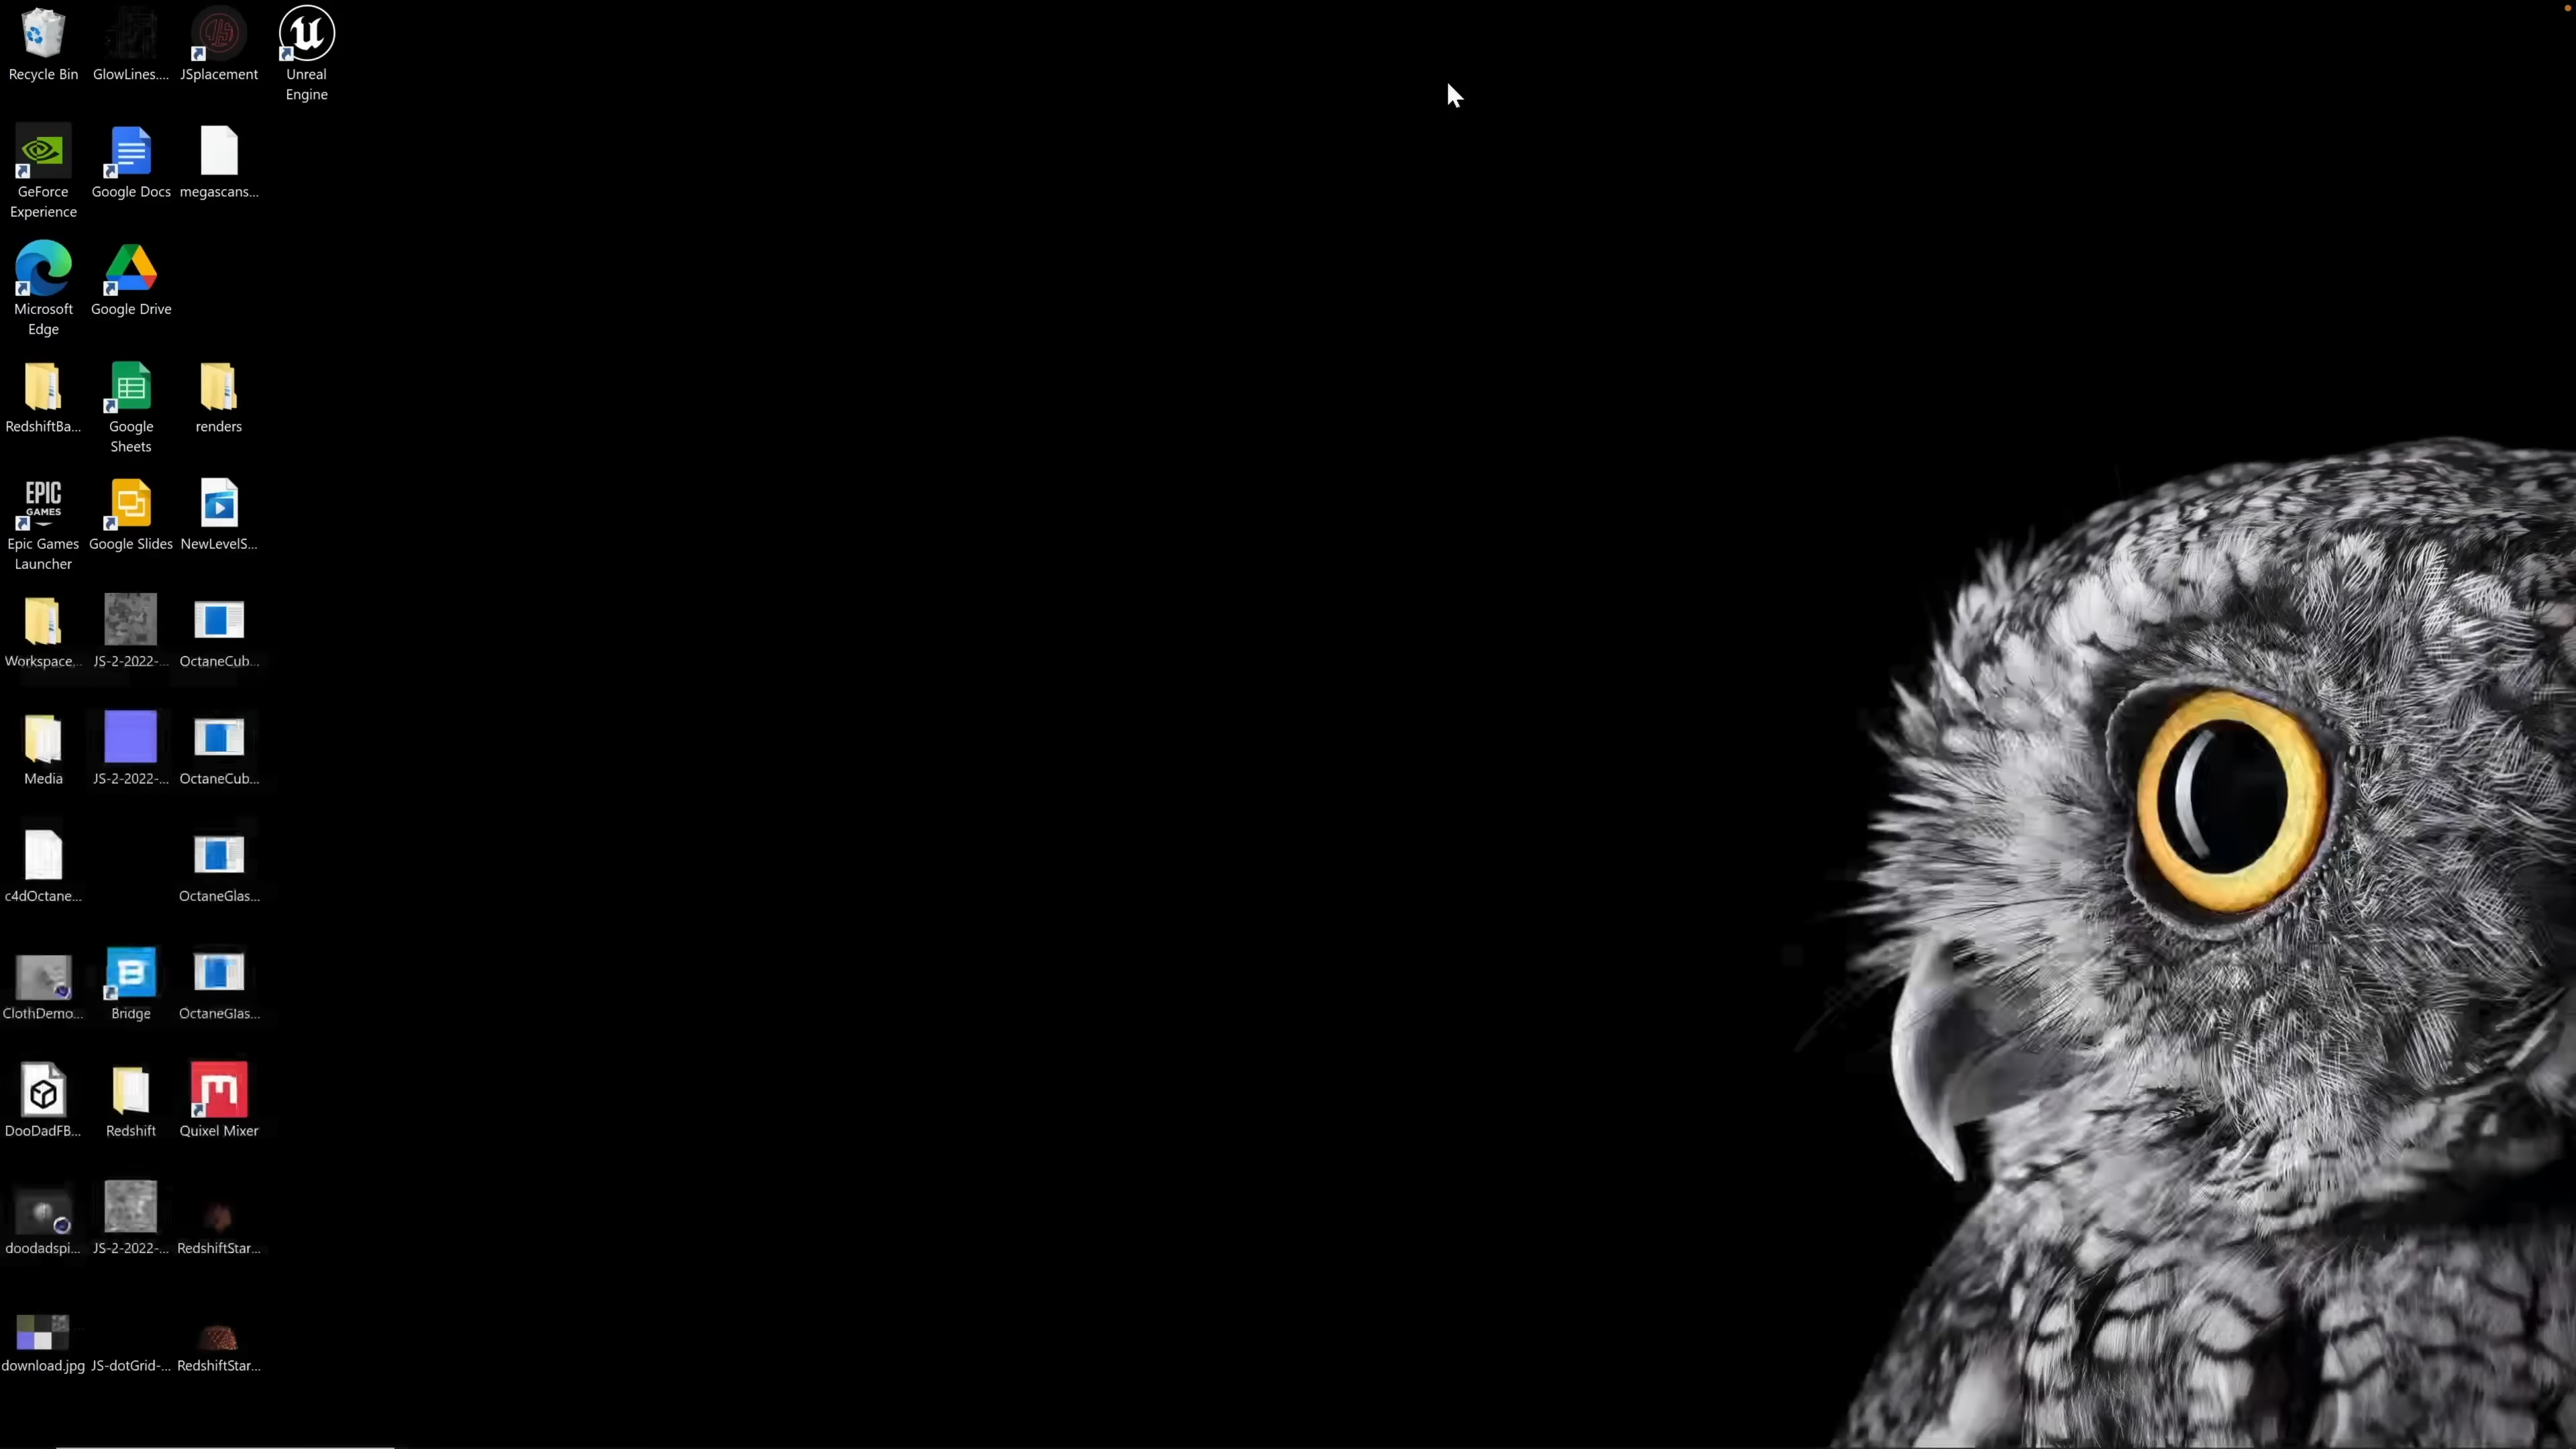 Recycle Bin
GlowLines....
JSplacement
Unreal
Engine
GeForce
Experience
Google Docs
megascans...
Microsoft
Edge
Google Drive
RedshiftBa...
Google
Sheets
renders
EPIC
GAMES
Epic Games
Launcher
Google Slides
NewLevelS...
Workspace...
JS-2-2022-...
OctaneCub...
Media
JS-2-2022-...
OctaneCub...
c4dOctane...
OctaneGlas...
ClothDemo...
B
Bridge
OctaneGlas...
DooDadFB...
Redshift
M
Quixel Mixer
doodadspi...
JS-2-2022-...
RedshiftStar...
download.jpg
JS-dotGrid-...
RedshiftStar...